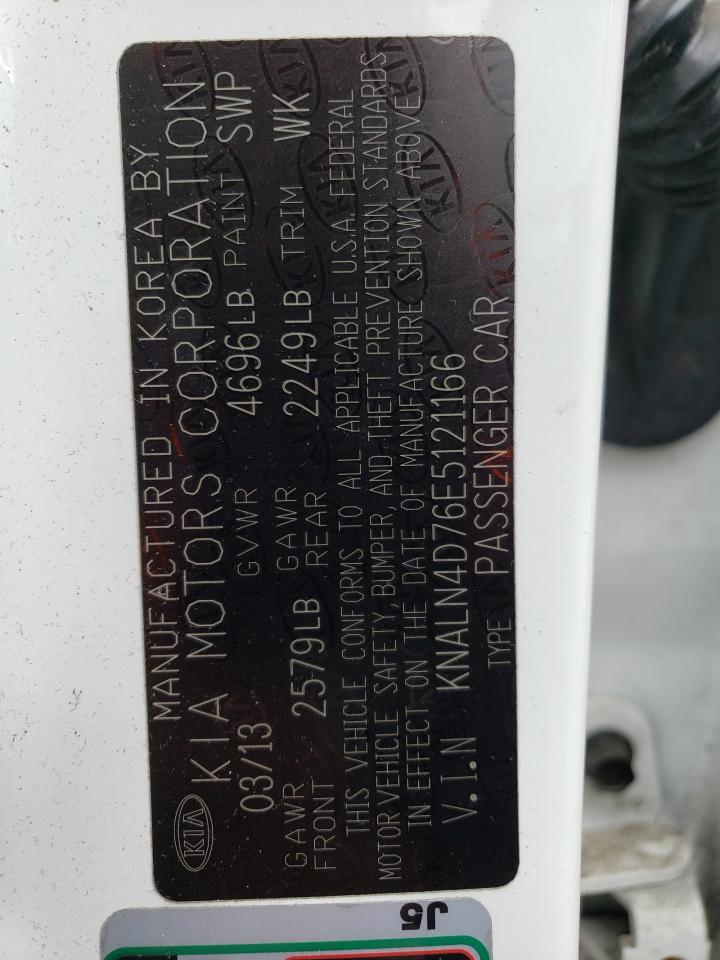 MANUFACTURED IN KOREA BY
KIA KIA MOTORS CORPORATION
03/13 GVWR 4696LB PAINT SWP
GAWR FRONT 2579LB GAWR REAR 2249LB TRIM WK
THIS VEHICLE CONFORMS TO ALL APPLICABLE U.S.A. FEDERAL
MOTOR VEHICLE SAFETY, BUMPER, AND THEFT PREVENTION STANDARDS
IN EFFECT ON THE DATE OF MANUFACTURE SHOWN ABOVE.
V.I.N KNALN4D76E5121166
TYPE PASSENGER CAR
J5